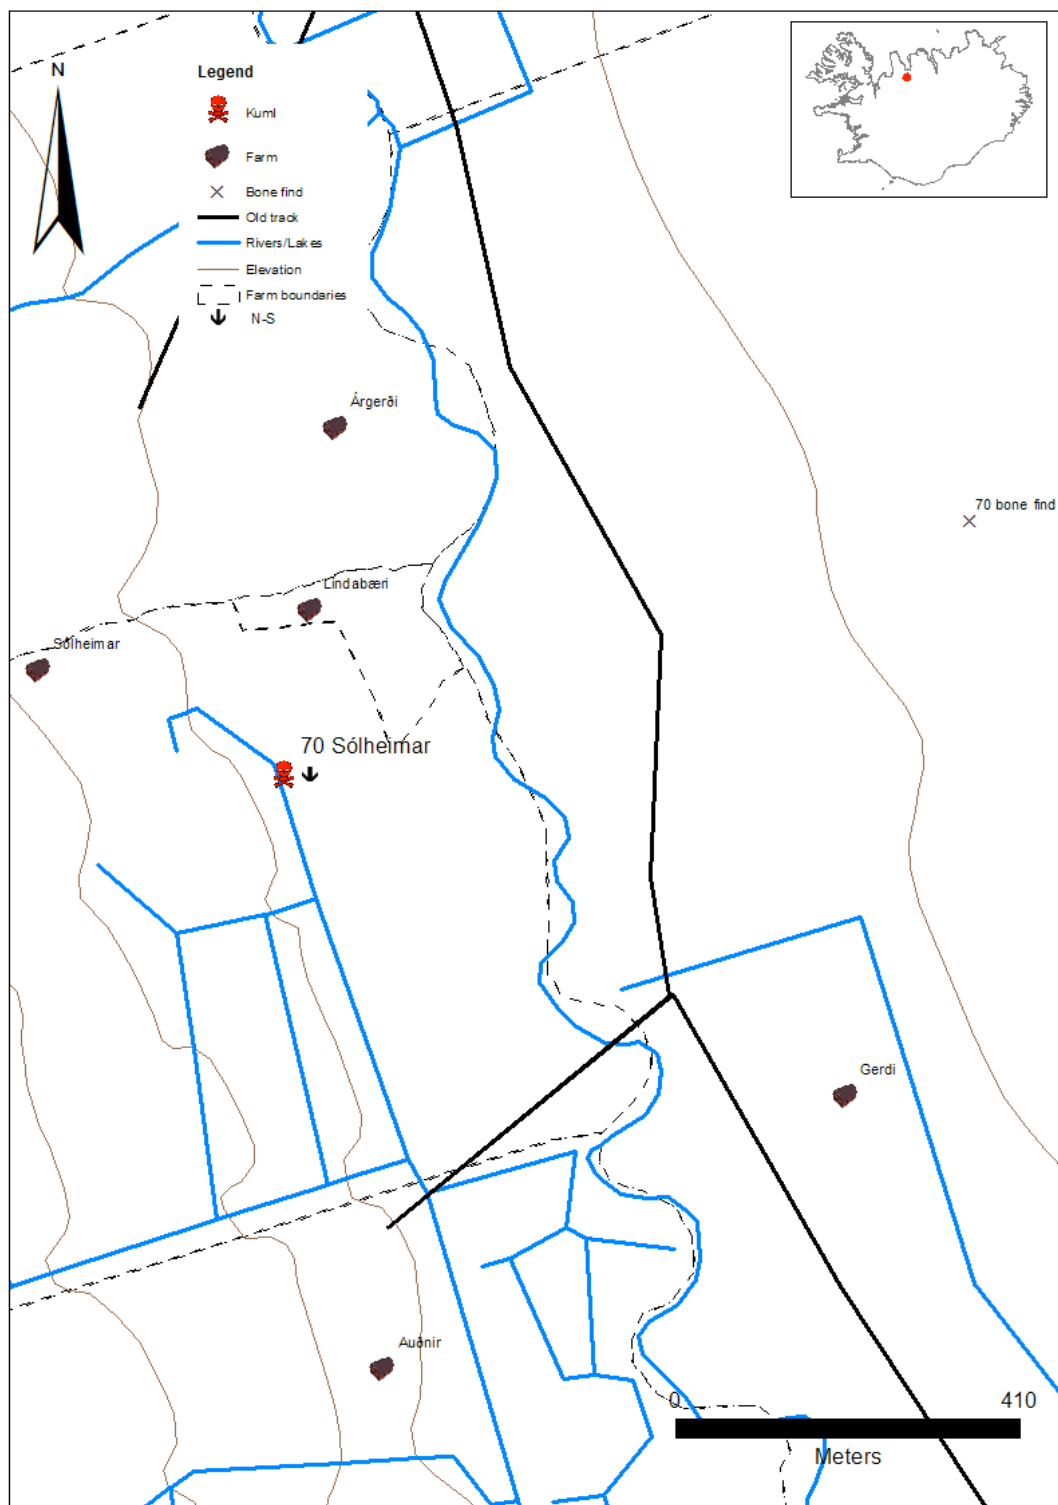 N
Legend
Kuml
Farm
Bone find
Old track
Rivers/Lakes
Elevation
Farm boundaries
N-S
Árgerði
70 bone find
Lindabæri
Sólheimar
70 Sólheimar
Gerdi
Auðnir
0 410
Meters